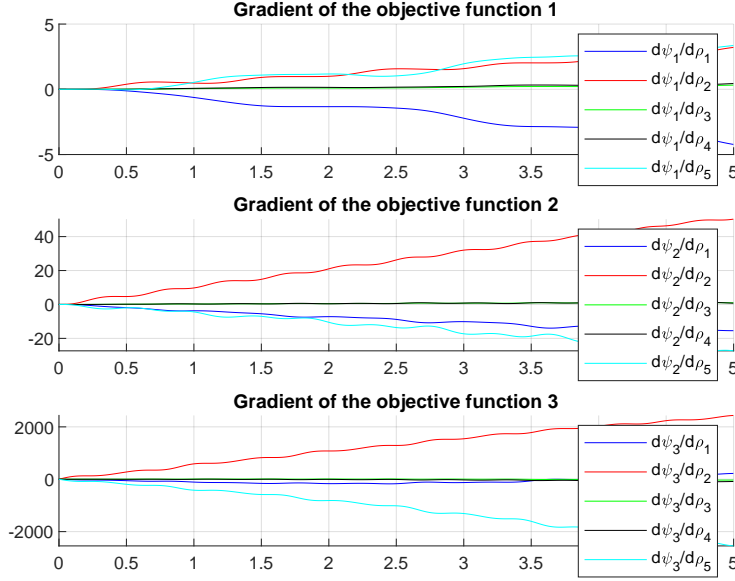 Gradient of the objective function 1
5
0
-5
0 0.5 1 1.5 2 2.5 3 3.5 5
dψ₁/dρ₁
dψ₁/dρ₂
dψ₁/dρ₃
dψ₁/dρ₄
dψ₁/dρ₅
Gradient of the objective function 2
40
20
0
-20
0 0.5 1 1.5 2 2.5 3 3.5 5
dψ₂/dρ₁
dψ₂/dρ₂
dψ₂/dρ₃
dψ₂/dρ₄
dψ₂/dρ₅
Gradient of the objective function 3
2000
0
-2000
0 0.5 1 1.5 2 2.5 3 3.5 5
dψ₃/dρ₁
dψ₃/dρ₂
dψ₃/dρ₃
dψ₃/dρ₄
dψ₃/dρ₅